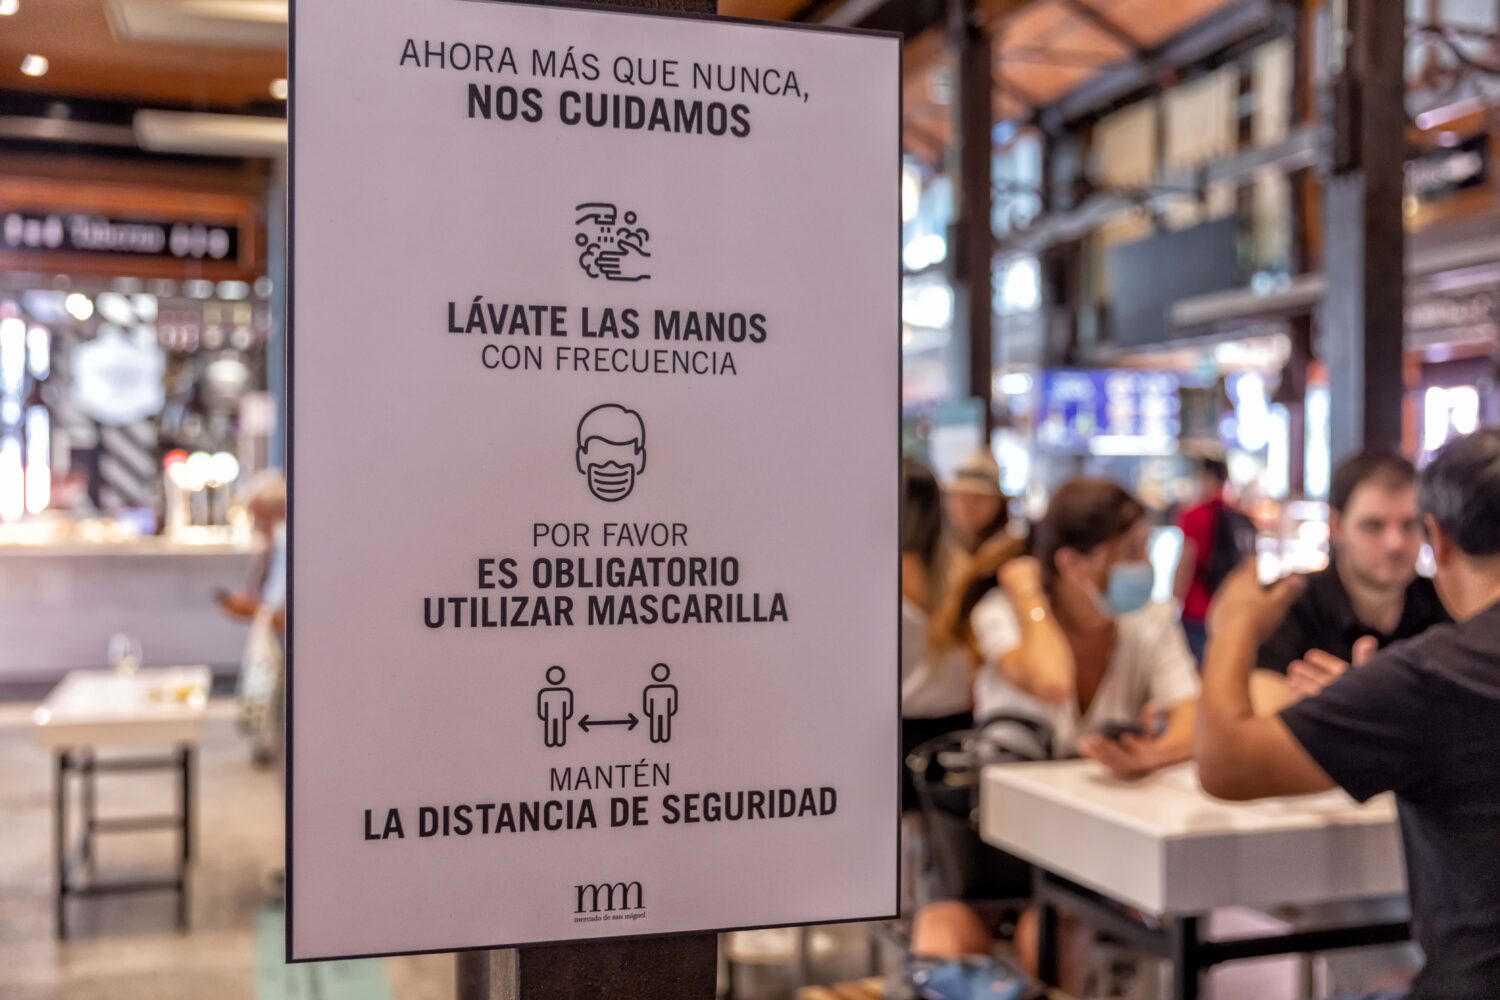 AHORA MÁS QUE NUNCA,
NOS CUIDAMOS
LÁVATE LAS MANOS
CON FRECUENCIA
POR FAVOR
ES OBLIGATORIO
UTILIZAR MASCARILLA
MANTÉN
LA DISTANCIA DE SEGURIDAD
mm
mercado de san miguel